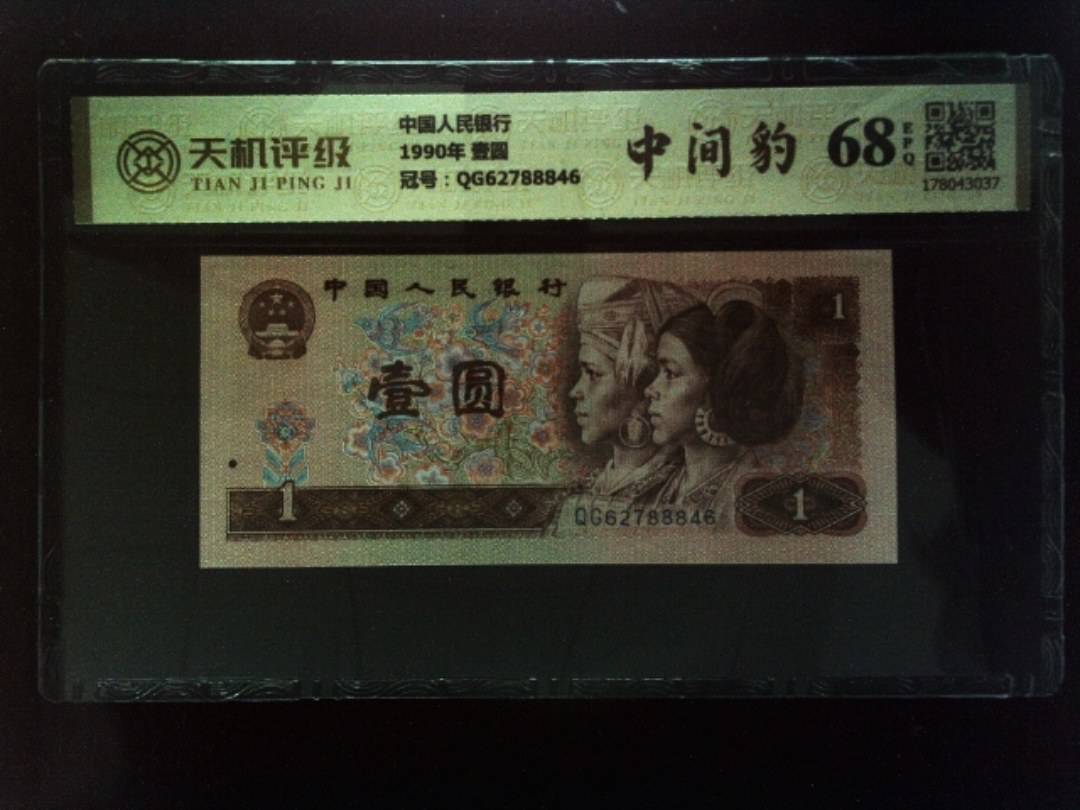 天机评级
TIAN JI PING JI
中国人民银行
1990年 壹圆
冠号：QG62788846
中间豹
68
EPQ
178043037
中国人民银行
壹圆
1
1
QG62788846
1